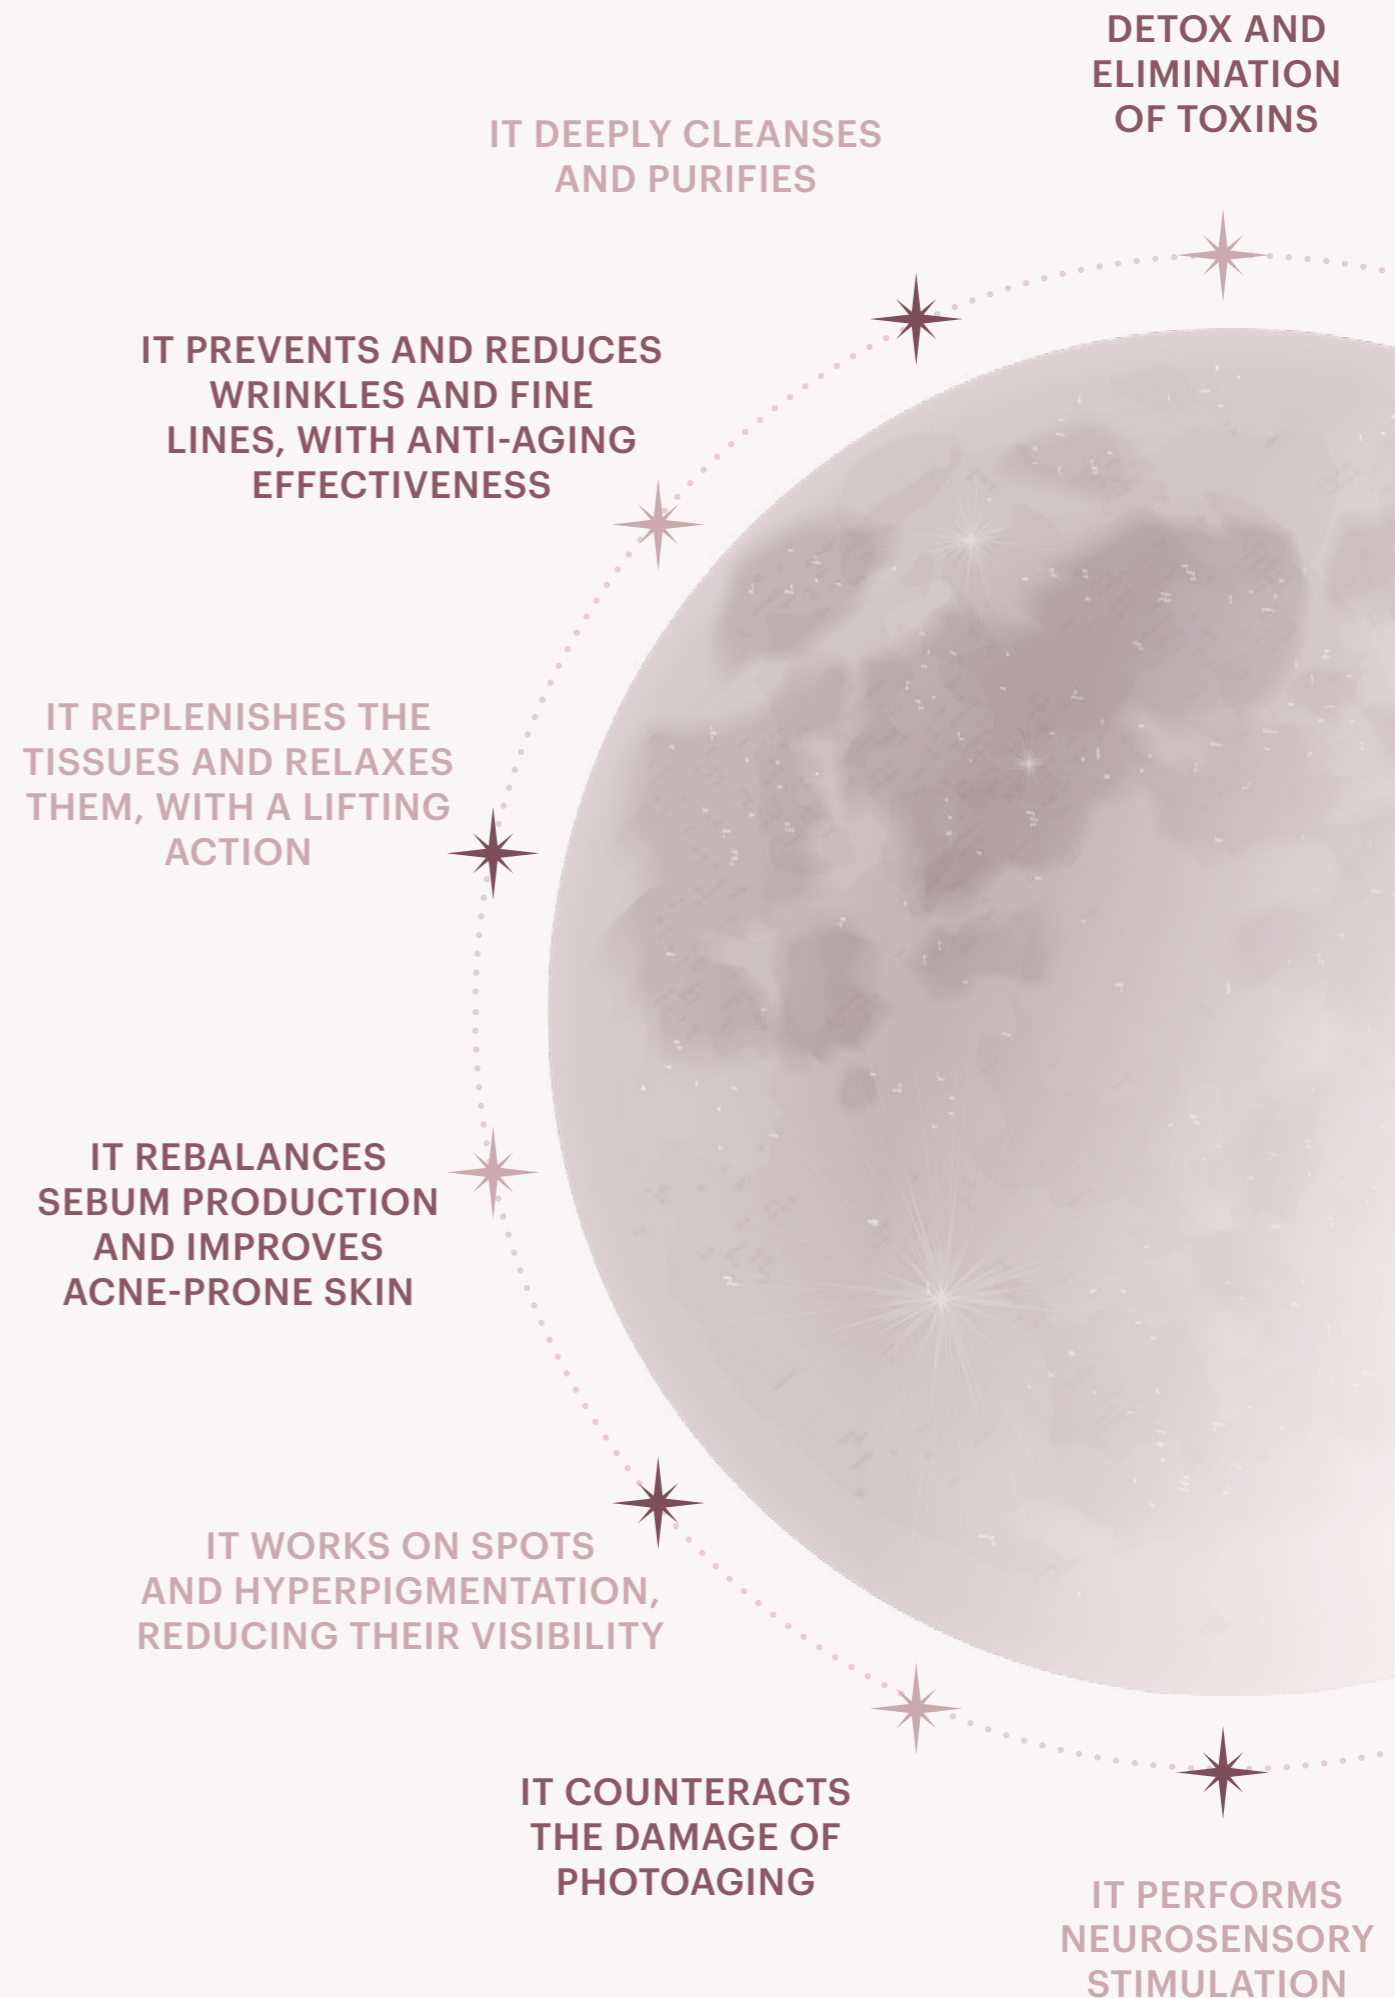 DETOX AND
ELIMINATION
OF TOXINS
IT DEEPLY CLEANSES
AND PURIFIES
IT PREVENTS AND REDUCES
WRINKLES AND FINE
LINES, WITH ANTI-AGING
EFFECTIVENESS
IT REPLENISHES THE
TISSUES AND RELAXES
THEM, WITH A LIFTING
ACTION
IT REBALANCES
SEBUM PRODUCTION
AND IMPROVES
ACNE-PRONE SKIN
IT WORKS ON SPOTS
AND HYPERPIGMENTATION,
REDUCING THEIR VISIBILITY
IT COUNTERACTS
THE DAMAGE OF
PHOTOAGING
IT PERFORMS
NEUROSENSORY
STIMULATION